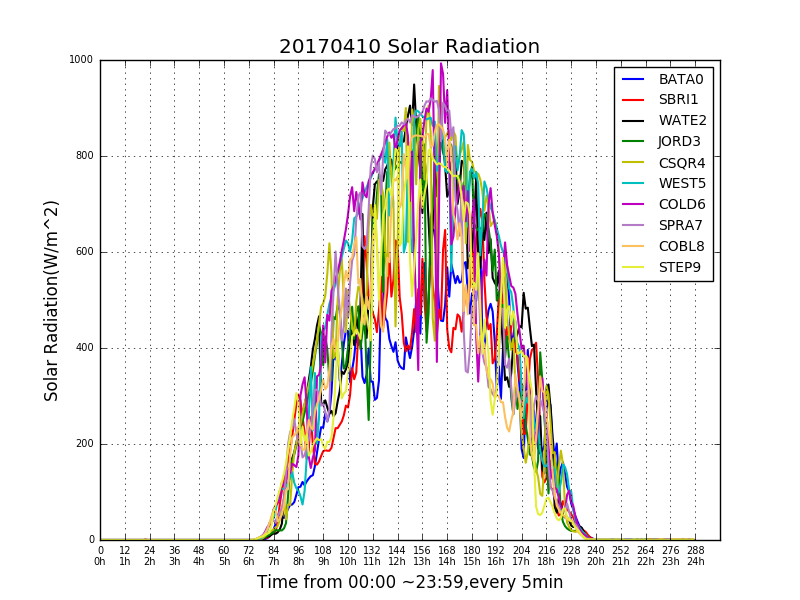 20170410 Solar Radiation
1000
800
600
400
200
0
Solar Radiation(W/m^2)
BATA0
SBRI1
WATE2
JORD3
CSQR4
WEST5
COLD6
SPRA7
COBL8
STEP9
0 12 24 36 48 60 72 84 96 108 120 132 144 156 168 180 192 204 216 228 240 252 264 276 288
0h 1h 2h 3h 4h 5h 6h 7h 8h 9h 10h 11h 12h 13h 14h 15h 16h 17h 18h 19h 20h 21h 22h 23h 24h
Time from 00:00 ~23:59,every 5min